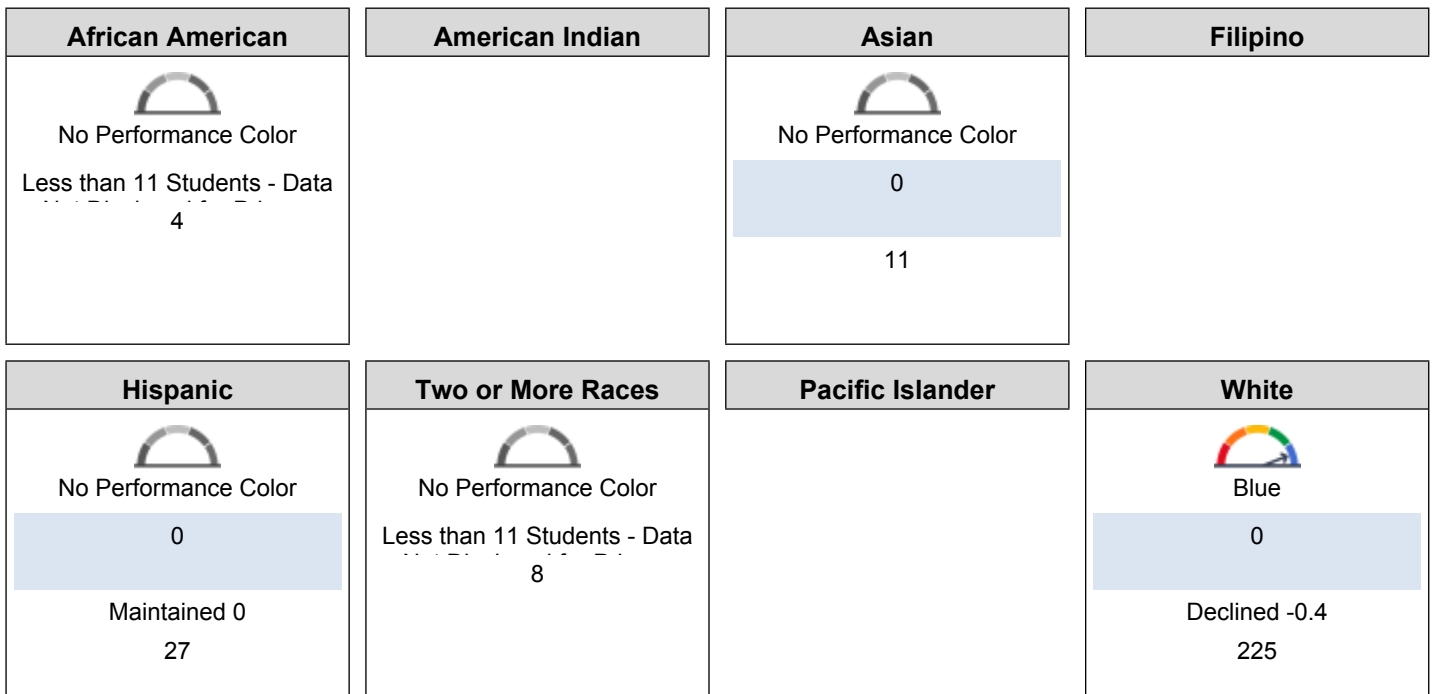 African American
No Performance Color
Less than 11 Students - Data
4
American Indian
Asian
No Performance Color
0
11
Filipino
Hispanic
No Performance Color
0
Maintained 0
27
Two or More Races
No Performance Color
Less than 11 Students - Data
8
Pacific Islander
White
Blue
0
Declined -0.4
225